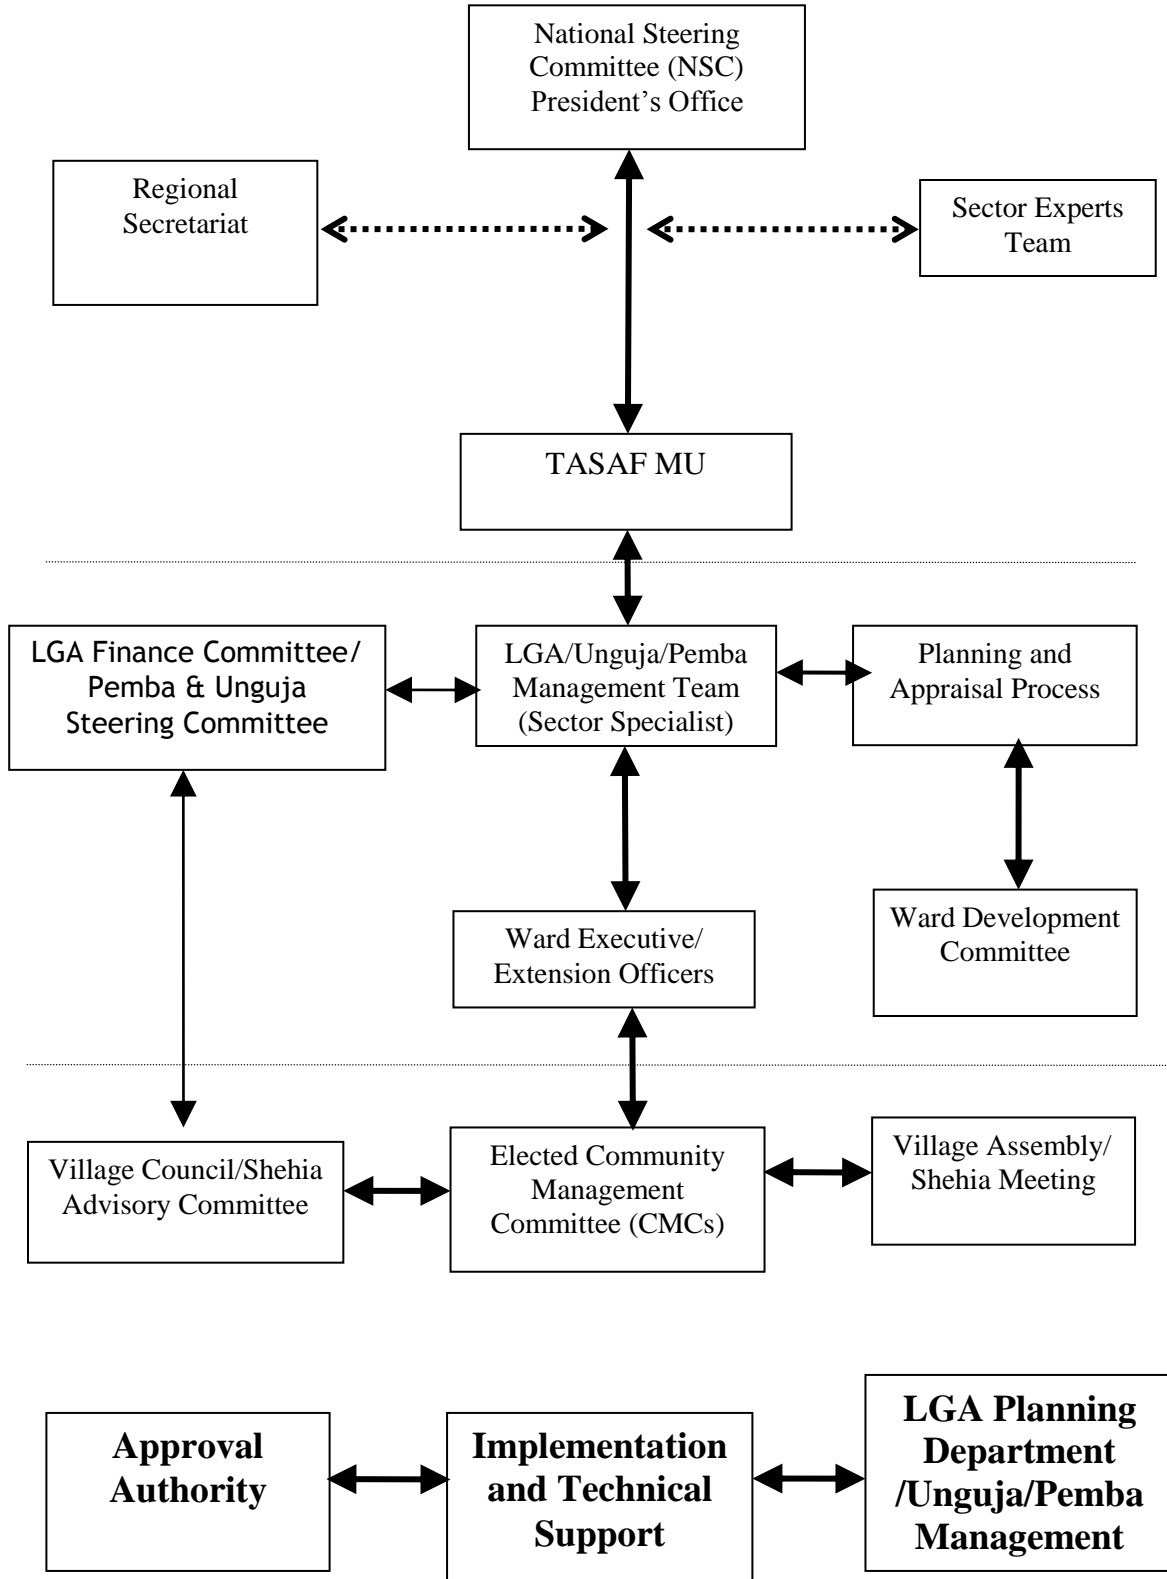 National Steering
Committee (NSC)
President’s Office
Regional
Secretariat
Sector Experts
Team
TASAF MU
LGA Finance Committee/
Pemba & Unguja
Steering Committee
LGA/Unguja/Pemba
Management Team
(Sector Specialist)
Planning and
Appraisal Process
Ward Executive/
Extension Officers
Ward Development
Committee
Village Council/Shehia
Advisory Committee
Elected Community
Management
Committee (CMCs)
Village Assembly/
Shehia Meeting
Approval
Authority
Implementation
and Technical
Support
LGA Planning
Department
/Unguja/Pemba
Management